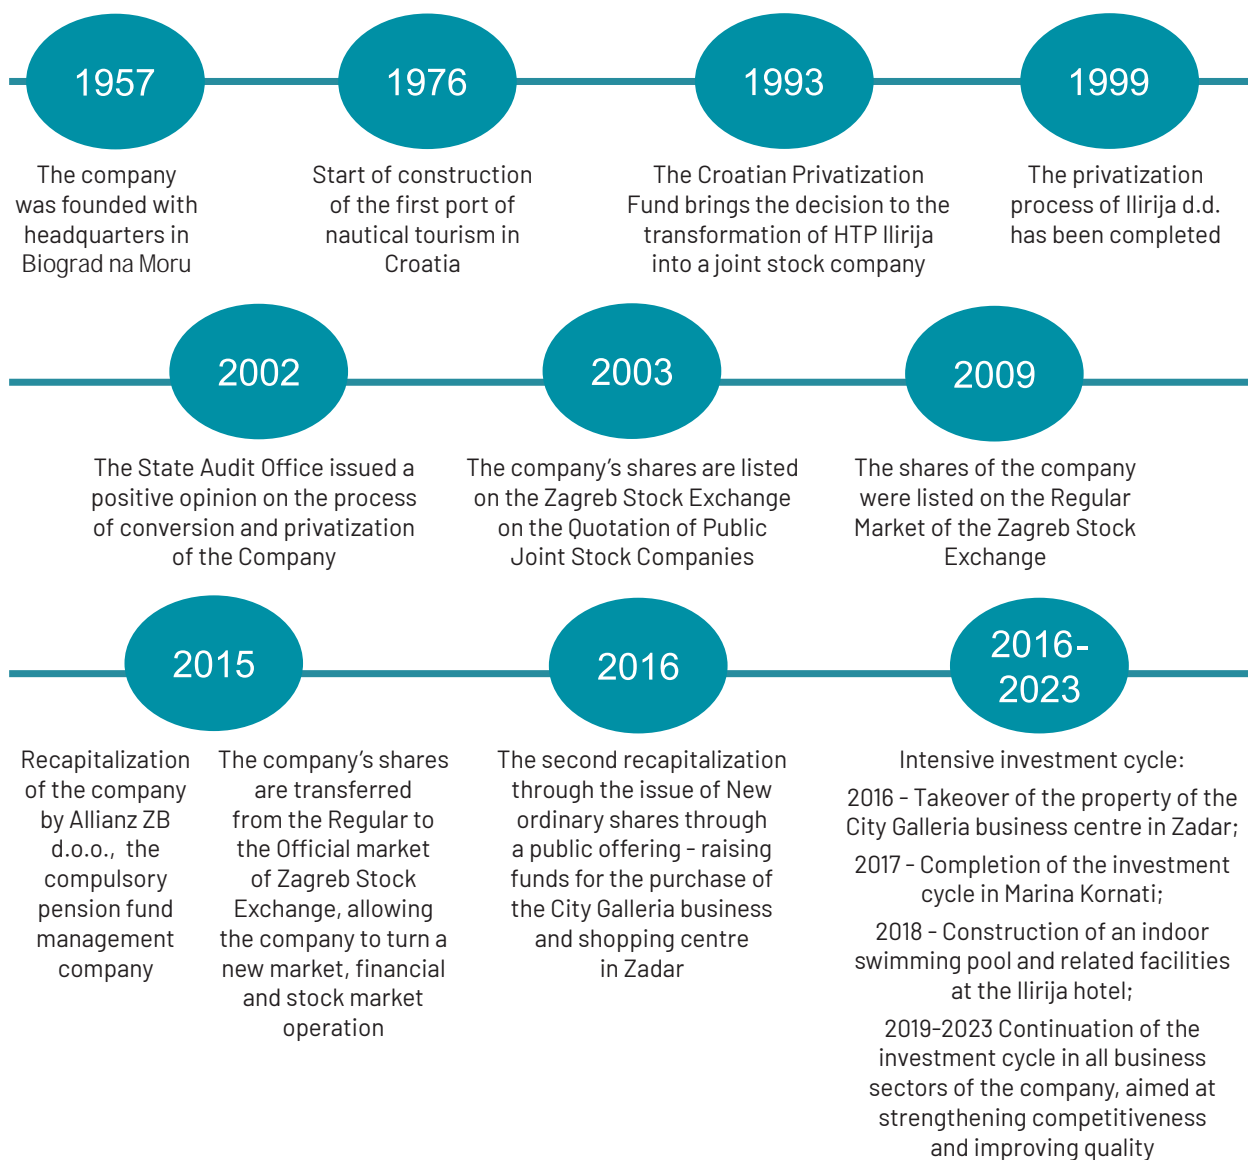 1957
The company
was founded with
headquarters in
Biograd na Moru
1976
Start of construction
of the first port of
nautical tourism in
Croatia
1993
The Croatian Privatization
Fund brings the decision to the
transformation of HTP Ilirija
into a joint stock company
1999
The privatization
process of Ilirija d.d.
has been completed
2002
The State Audit Office issued a
positive opinion on the process
of conversion and privatization
of the Company
2003
The company's shares are listed
on the Zagreb Stock Exchange
on the Quotation of Public
Joint Stock Companies
2009
The shares of the company
were listed on the Regular
Market of the Zagreb Stock
Exchange
2015
Recapitalization
of the company
by Allianz ZB
d.o.o., the
compulsory
pension fund
management
company
The company's shares
are transferred
from the Regular to
the Official market
of Zagreb Stock
Exchange, allowing
the company to turn a
new market, financial
and stock market
operation
2016
The second recapitalization
through the issue of New
ordinary shares through
a public offering - raising
funds for the purchase of
the City Galleria business
and shopping centre
in Zadar
2016-
2023
Intensive investment cycle:
2016 - Takeover of the property of the
City Galleria business centre in Zadar;
2017 - Completion of the investment
cycle in Marina Kornati;
2018 - Construction of an indoor
swimming pool and related facilities
at the Ilirija hotel;
2019-2023 Continuation of the
investment cycle in all business
sectors of the company, aimed at
strengthening competitiveness
and improving quality